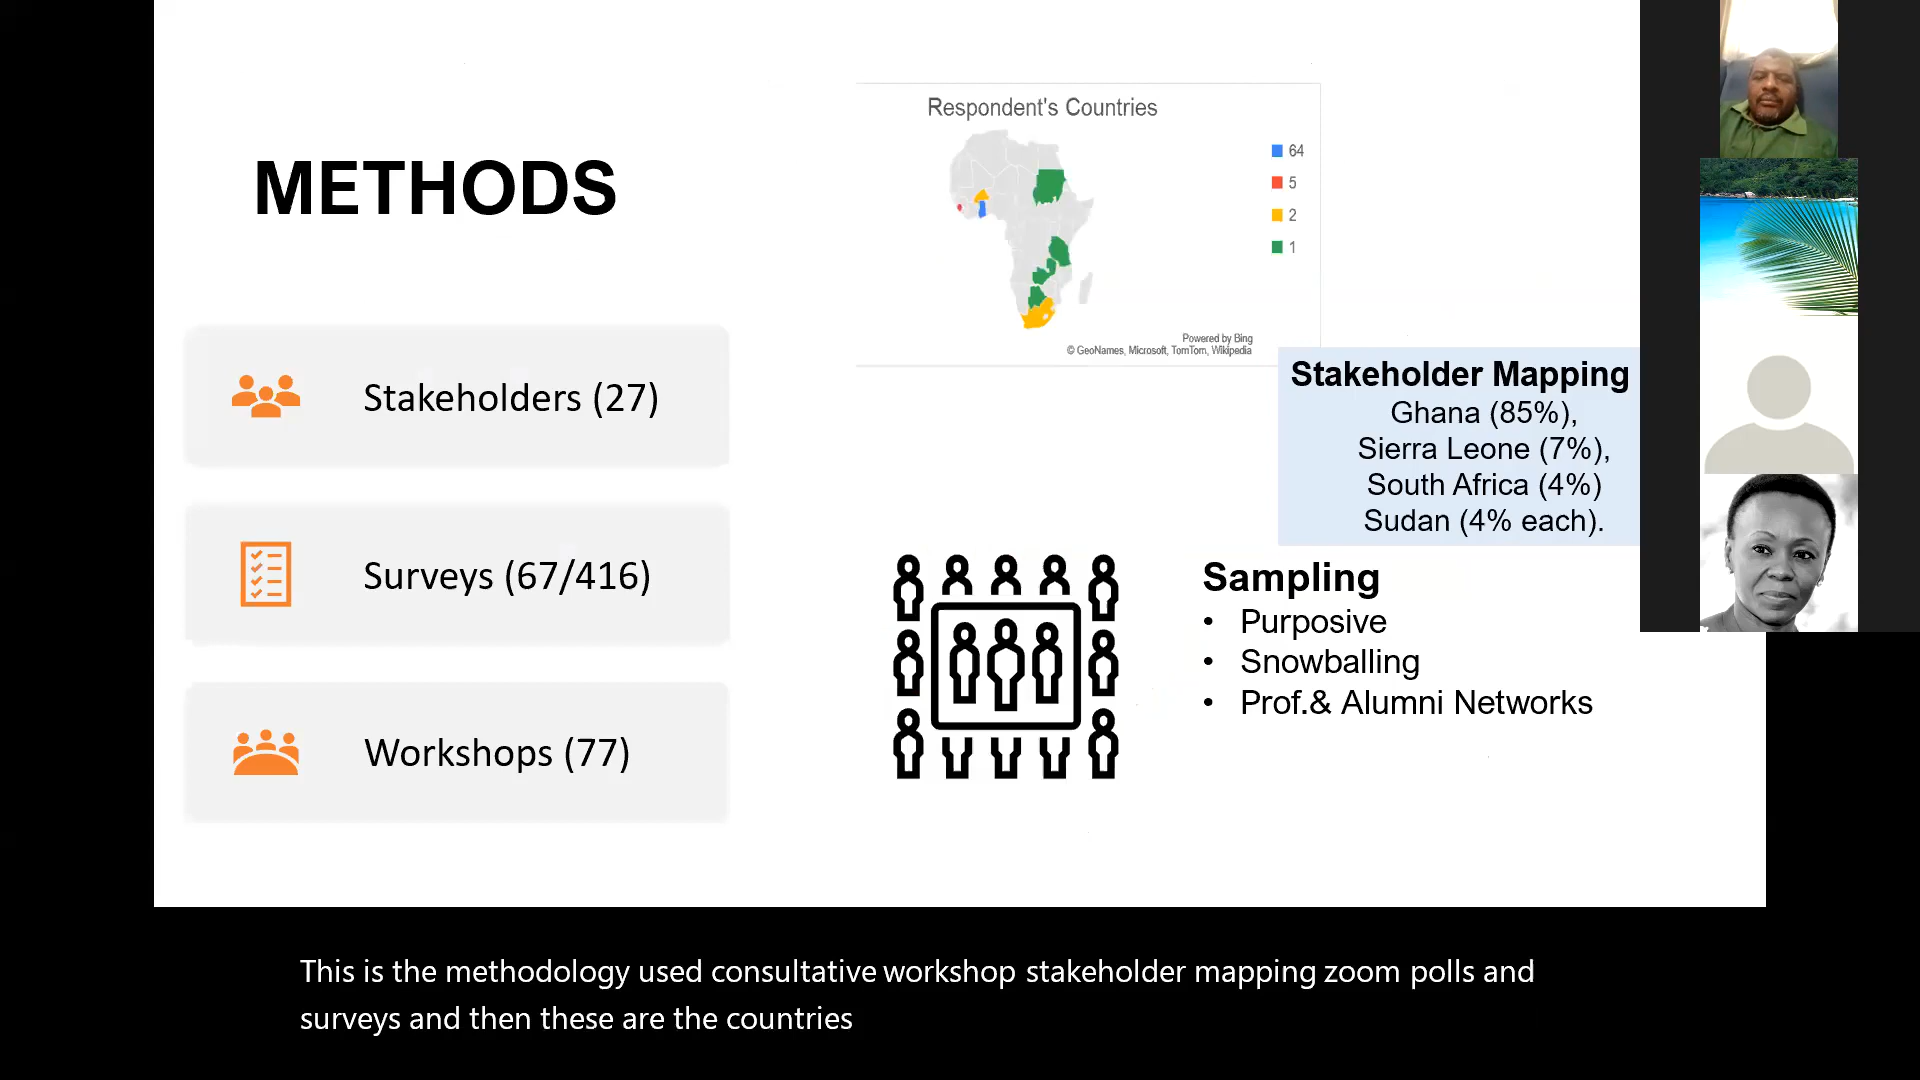 METHODS
Stakeholders (27)
Surveys (67/416)
Workshops (77)
Respondent's Countries
64
5
2
1
Powered by Bing
© GeoNames, Microsoft, TomTom, Wikipedia
Stakeholder Mapping
Ghana (85%),
Sierra Leone (7%),
South Africa (4%)
Sudan (4% each).
Sampling
• Purposive
• Snowballing
• Prof.& Alumni Networks
This is the methodology used consultative workshop stakeholder mapping zoom polls and
surveys and then these are the countries